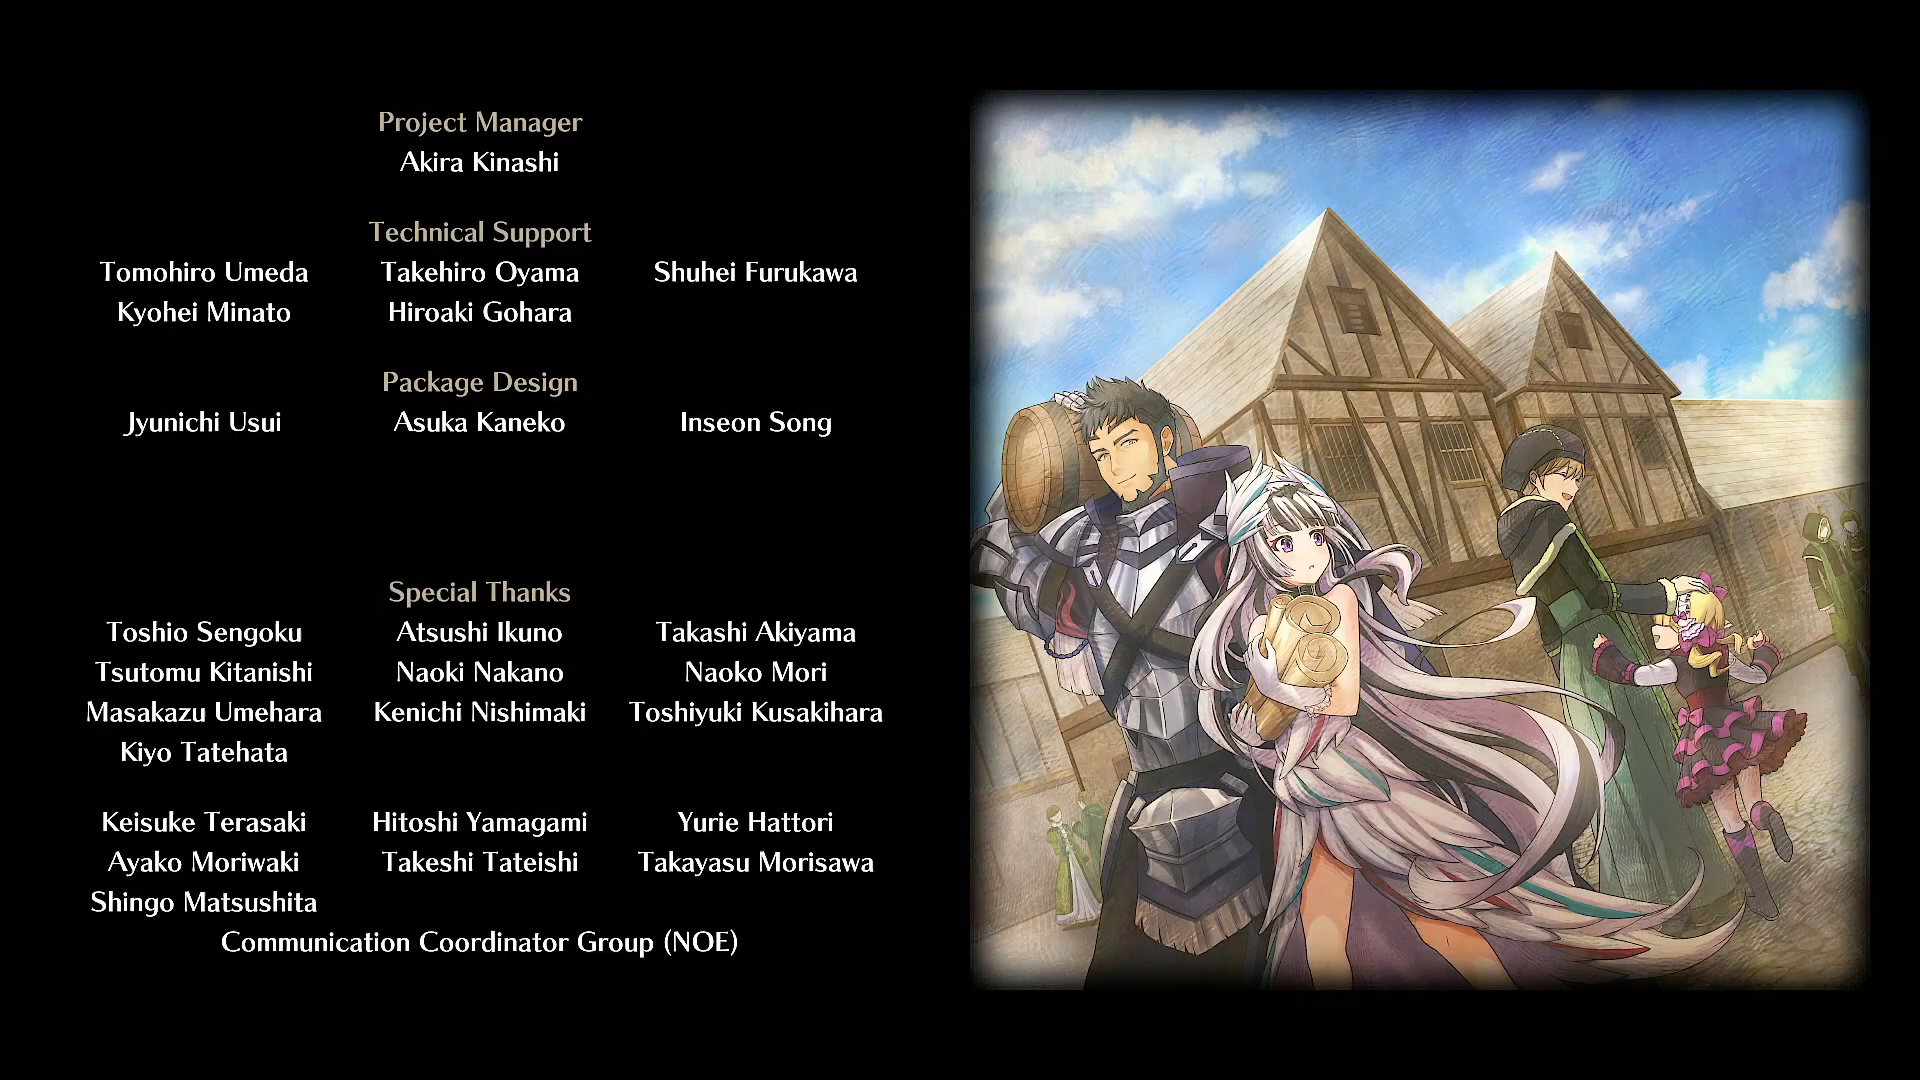 Project Manager
Akira Kinashi
Technical Support
Tomohiro Umeda Takehiro Oyama Shuhei Furukawa
Kyohei Minato Hiroaki Gohara
Package Design
Jyunichi Usui Asuka Kaneko Inseon Song
Special Thanks
Toshio Sengoku Atsushi Ikuno Takashi Akiyama
Tsutomu Kitanishi Naoki Nakano Naoko Mori
Masakazu Umehara Kenichi Nishimaki Toshiyuki Kusakihara
Kiyo Tatehata
Keisuke Terasaki Hitoshi Yamagami Yurie Hattori
Ayako Moriwaki Takeshi Tateishi Takayasu Morisawa
Shingo Matsushita
Communication Coordinator Group (NOE)